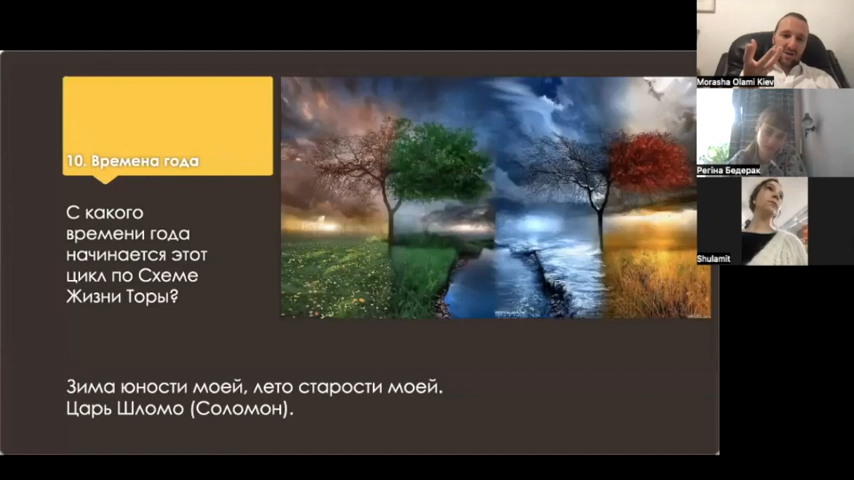 10. Времена года
С какого
времени года
начинается этот
цикл по Схеме
Жизни Торы?
Зима юности моей, лето старости моей.
Царь Шломо (Соломон).
Morasha Olami Kiev
Регіна Бедерак
Shulamit